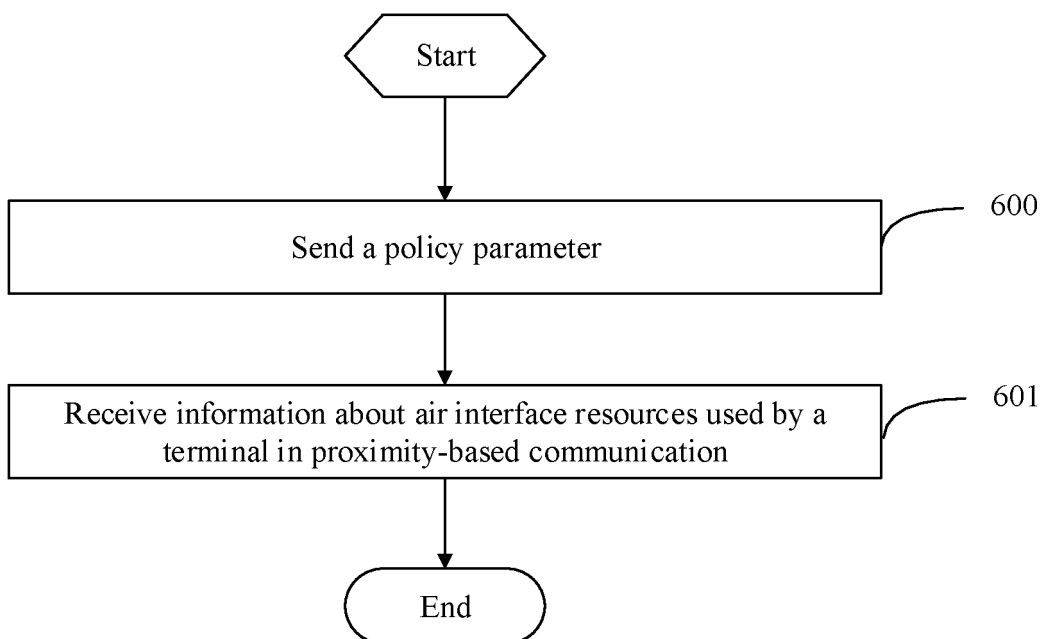 Start
600
Send a policy parameter
601
Receive information about air interface resources used by a
terminal in proximity-based communication
End